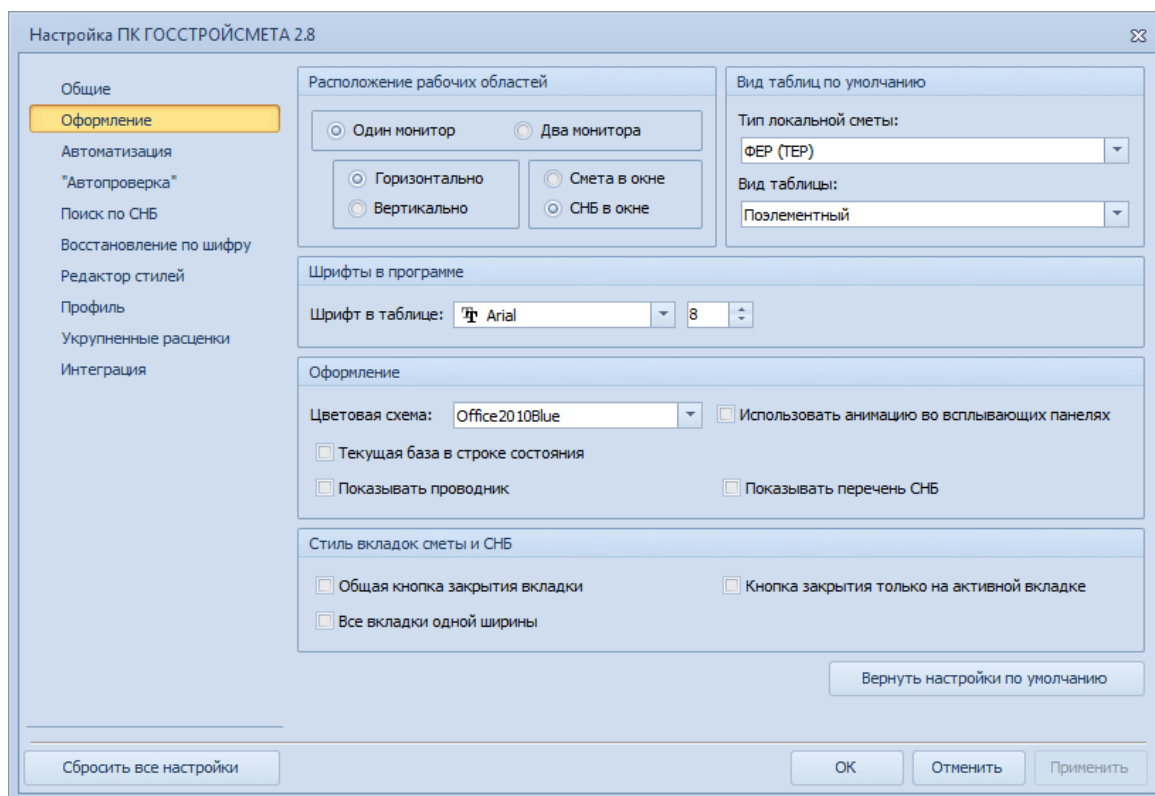 Настройка ПК ГОССТРОЙСМЕТА 2.8
Общие
Оформление
Автоматизация
"Автопроверка"
Поиск по СНБ
Восстановление по шифру
Редактор стилей
Профиль
Укрупненные расценки
Интеграция
Расположение рабочих областей
Один монитор
Два монитора
Горизонтально
Вертикально
Смета в окне
СНБ в окне
Вид таблиц по умолчанию
Тип локальной сметы:
ФЕР (ТЕР)
Вид таблицы:
Поэлементный
Шрифты в программе
Шрифт в таблице: Arial 8
Оформление
Цветовая схема: Office2010Blue Использовать анимацию во всплывающих панелях
Текущая база в строке состояния
Показывать проводник Показывать перечень СНБ
Стиль вкладок сметы и СНБ
Общая кнопка закрытия вкладки Кнопка закрытия только на активной вкладке
Все вкладки одной ширины
Вернуть настройки по умолчанию
Сбросить все настройки ОК Отменить Применить